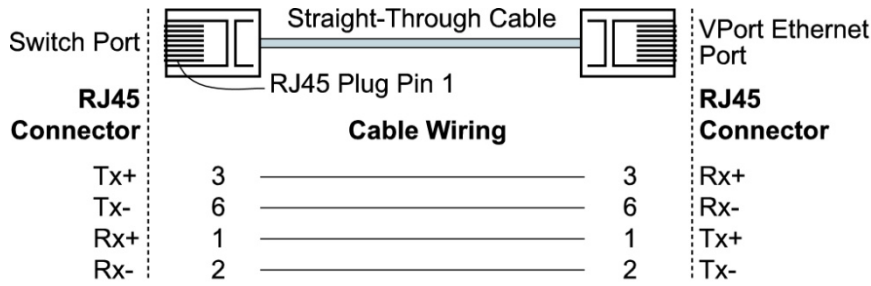 Straight-Through Cable
Switch Port
VPort Ethernet
Port
RJ45 Plug Pin 1
RJ45
Connector
Cable Wiring
RJ45
Connector
Tx+ 3 3 Rx+
Tx- 6 6 Rx-
Rx+ 1 1 Tx+
Rx- 2 2 Tx-